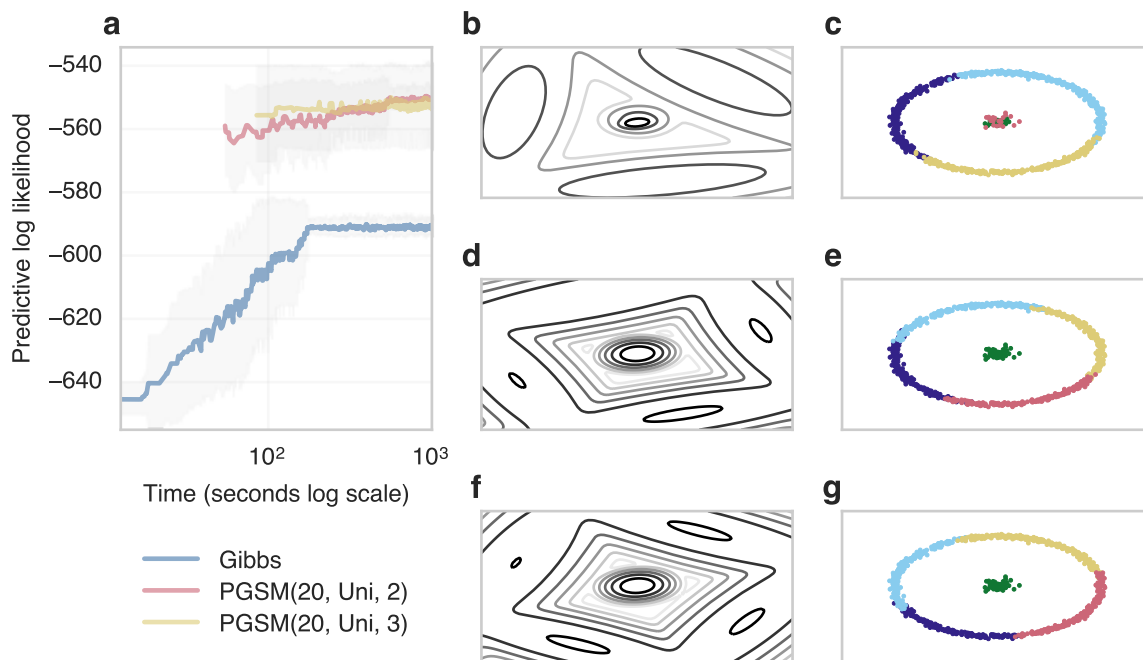 a
b
c
−540
−560
−580
−600
−620
−640
Predictive log likelihood
10²
10³
Time (seconds log scale)
d
e
f
g
Gibbs
PGSM(20, Uni, 2)
PGSM(20, Uni, 3)